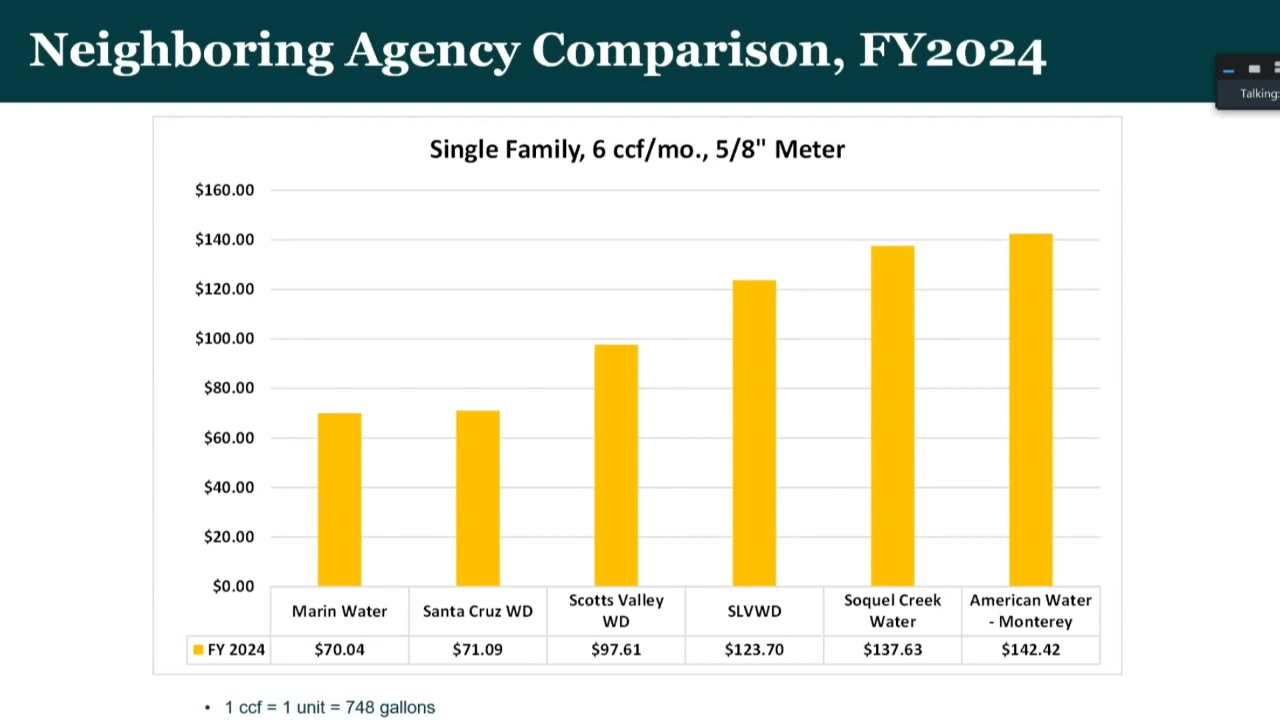 Neighboring Agency Comparison, FY2024
Talking:
Single Family, 6 ccf/mo., 5/8" Meter
$160.00
$140.00
$120.00
$100.00
$80.00
$60.00
$40.00
$20.00
$0.00
Marin Water
Santa Cruz WD
Scotts Valley
WD
SLVWD
Soquel Creek
Water
American Water
- Monterey
FY 2024 $70.04 $71.09 $97.61 $123.70 $137.63 $142.42
• 1 ccf = 1 unit = 748 gallons